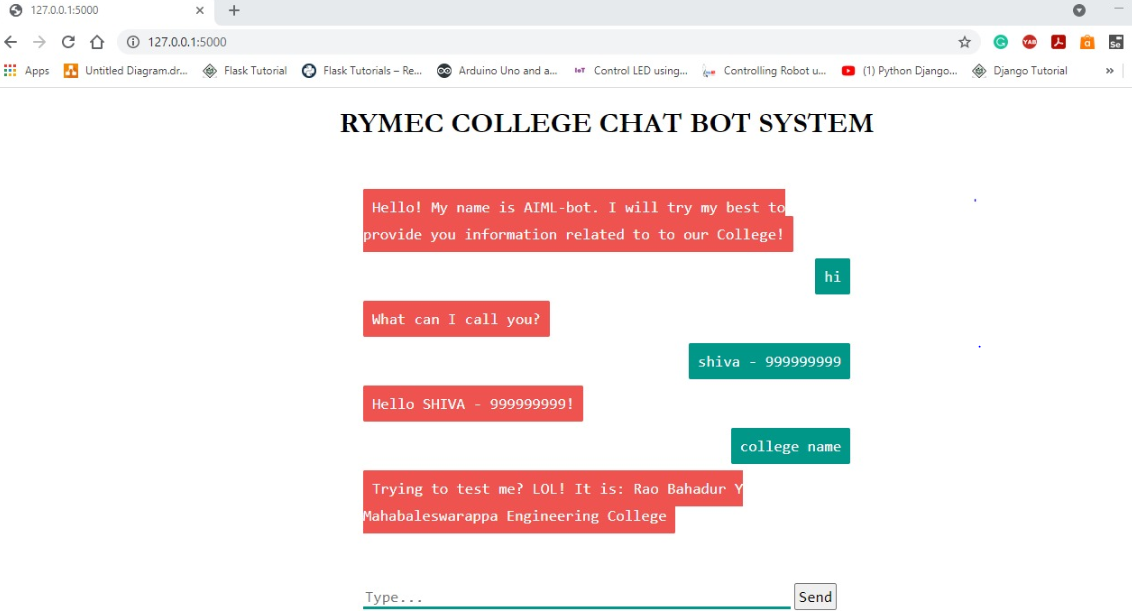 127.0.0.1:5000
127.0.0.1:5000
Apps Untitled Diagram.dr... Flask Tutorial Flask Tutorials – Re... Arduino Uno and a... IoT Control LED using... Controlling Robot u... (1) Python Django... Django Tutorial »
RYMEC COLLEGE CHAT BOT SYSTEM
Hello! My name is AIML-bot. I will try my best to
provide you information related to to our College!
hi
What can I call you?
shiva - 999999999
Hello SHIVA - 999999999!
college name
Trying to test me? LOL! It is: Rao Bahadur Y
Mahabaleswarappa Engineering College
Type... Send